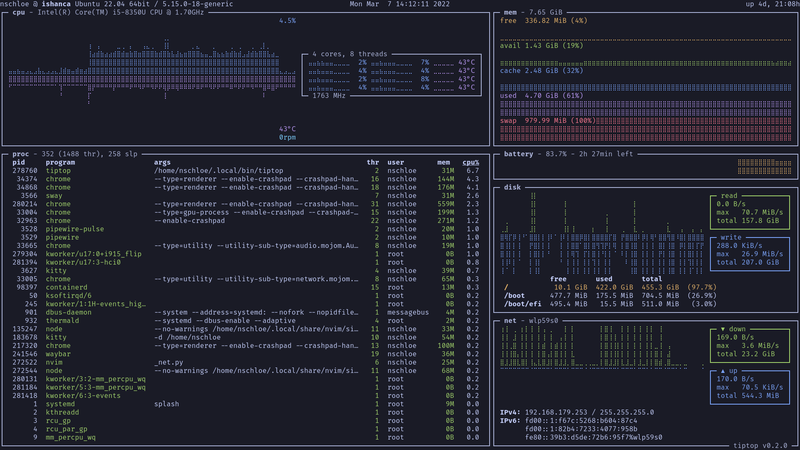 nschloe @ ishanca Ubuntu 22.04 64bit / 5.15.0-18-generic Mon Mar 7 14:12:11 2022 up 4d, 21:08h
cpu - Intel(R) Core(TM) i5-8350U CPU @ 1.70GHz
4.5%
4 cores, 8 threads
2% 7% 43°C
4% 4% 43°C
2% 8% 43°C
4% 4% 43°C
1763 MHz
43°C
0rpm
mem - 7.65 GiB
free 336.82 MiB (4%)
avail 1.43 GiB (19%)
cache 2.48 GiB (32%)
used 4.70 GiB (61%)
swap 979.99 MiB (100%)
proc - 352 (1488 thr), 258 slp
pid program args thr user mem cpu%
278760 tiptop /home/nschloe/.local/bin/tiptop 2 nschloe 31M 6.7
34374 chrome --type=renderer --enable-crashpad --crashpad-han… 16 nschloe 144M 4.3
34868 chrome --type=renderer --enable-crashpad --crashpad-han… 18 nschloe 176M 4.1
3566 sway 7 nschloe 31M 2.6
280214 chrome --type=renderer --enable-crashpad --crashpad-han… 31 nschloe 559M 2.3
33004 chrome --type=gpu-process --enable-crashpad --crashpad-… 15 nschloe 199M 1.3
32963 chrome --enable-crashpad 22 nschloe 271M 1.2
3528 pipewire-pulse 2 nschloe 20M 1.0
3529 pipewire 2 nschloe 10M 1.0
33665 chrome --type=utility --utility-sub-type=audio.mojom.Au… 8 nschloe 19M 1.0
279304 kworker/u17:0+i915_flip 1 root 0B 1.0
281394 kworker/u17:3-hci0 1 root 0B 0.8
3627 kitty 4 nschloe 39M 0.7
33005 chrome --type=utility --utility-sub-type=network.mojom.… 8 nschloe 65M 0.3
98397 containerd 15 root 13M 0.3
50 ksoftirqd/6 1 root 0B 0.2
245 kworker/1:1H-events_hig… 1 root 0B 0.2
901 dbus-daemon --system --address=systemd: --nofork --nopidfile… 1 messagebus 4M 0.2
932 thermald --systemd --dbus-enable --adaptive 2 root 4M 0.2
135247 node --no-warnings /home/nschloe/.local/share/nvim/si… 11 nschloe 33M 0.2
183678 kitty -d /home/nschloe 10 nschloe 54M 0.2
217320 chrome --type=renderer --enable-crashpad --crashpad-han… 13 nschloe 100M 0.2
241546 waybar 19 nschloe 36M 0.2
272522 nvim _net.py 6 nschloe 25M 0.2
272544 node --no-warnings /home/nschloe/.local/share/nvim/si… 11 nschloe 68M 0.2
280131 kworker/3:2-mm_percpu_wq 1 root 0B 0.2
281184 kworker/5:3-mm_percpu_wq 1 root 0B 0.2
281418 kworker/6:3-events 1 root 0B 0.2
1 systemd splash 1 root 9M 0.0
2 kthreadd 1 root 0B 0.0
3 rcu_gp 1 root 0B 0.0
4 rcu_par_gp 1 root 0B 0.0
9 mm_percpu_wq 1 root 0B 0.0
battery - 83.7% - 2h 27min left
disk
read
0.0 B/s
max 70.7 MiB/s
total 157.8 GiB
write
288.0 KiB/s
max 26.9 MiB/s
total 207.0 GiB
free used total
/ 10.1 GiB 422.0 GiB 455.3 GiB (97.7%)
/boot 477.7 MiB 175.5 MiB 704.5 MiB (26.9%)
/boot/efi 495.4 MiB 15.5 MiB 511.0 MiB (3.0%)
net - wlp59s0
▼ down
169.0 B/s
max 3.6 MiB/s
total 23.2 GiB
▲ up
170.0 B/s
max 70.5 KiB/s
total 544.3 MiB
IPv4: 192.168.179.253 / 255.255.255.0
IPv6: fd00::1:f67c:5268:b604:87c4
fd00::1:82b4:7233:4077:958b
fe80::39b3:d5de:72b6:95f7%wlp59s0
tiptop v0.2.0